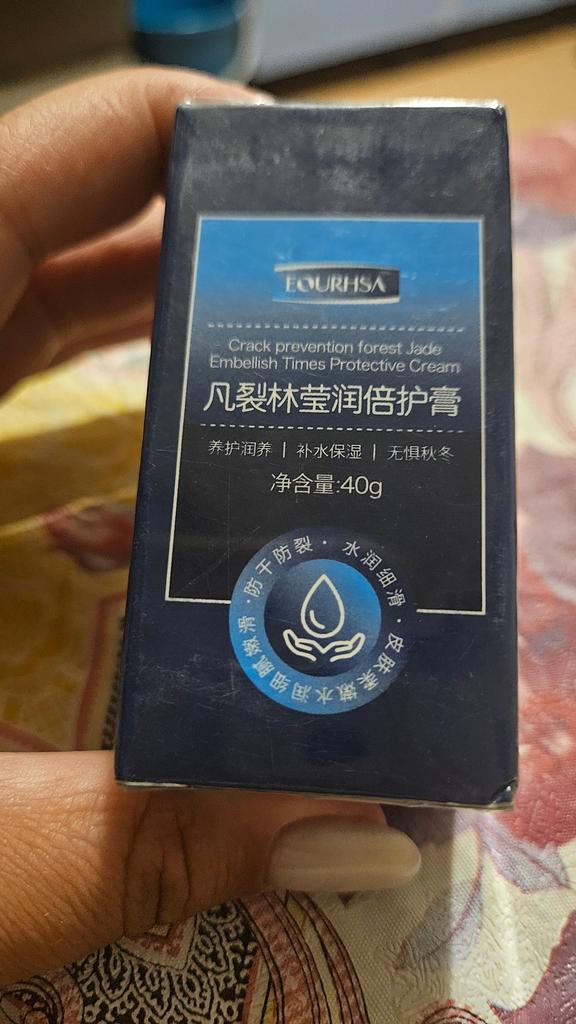 EOURHSA
Crack prevention forest Jade
Embellish Times Protective Cream
凡裂林莹润倍护膏
养护润养 | 补水保湿 | 无惧秋冬
净含量:40g
·防干防裂·水润细滑·皮肤柔嫩水润细腻嫩滑